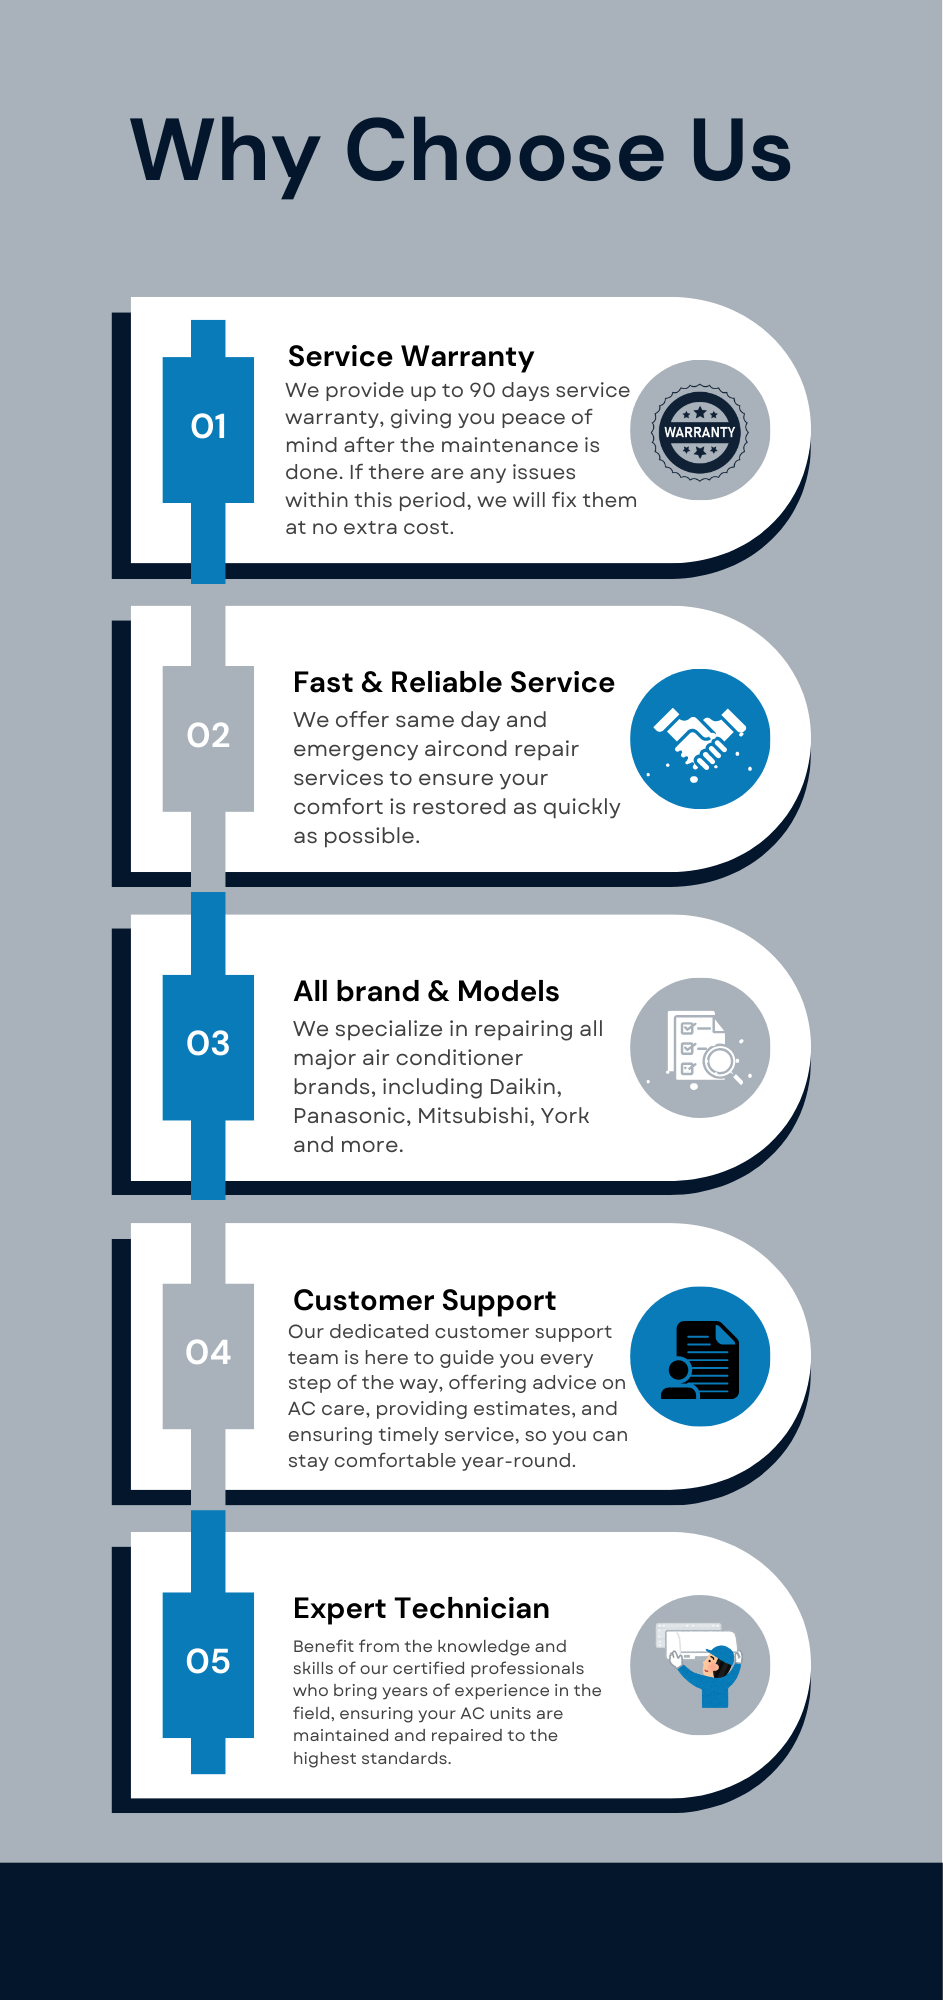 Why Choose Us
01
Service Warranty
We provide up to 90 days service
warranty, giving you peace of
mind after the maintenance is
done. If there are any issues
within this period, we will fix them
at no extra cost.
WARRANTY
02
Fast & Reliable Service
We offer same day and
emergency aircond repair
services to ensure your
comfort is restored as quickly
as possible.
03
All brand & Models
We specialize in repairing all
major air conditioner
brands, including Daikin,
Panasonic, Mitsubishi, York
and more.
04
Customer Support
Our dedicated customer support
team is here to guide you every
step of the way, offering advice on
AC care, providing estimates, and
ensuring timely service, so you can
stay comfortable year-round.
05
Expert Technician
Benefit from the knowledge and
skills of our certified professionals
who bring years of experience in the
field, ensuring your AC units are
maintained and repaired to the
highest standards.